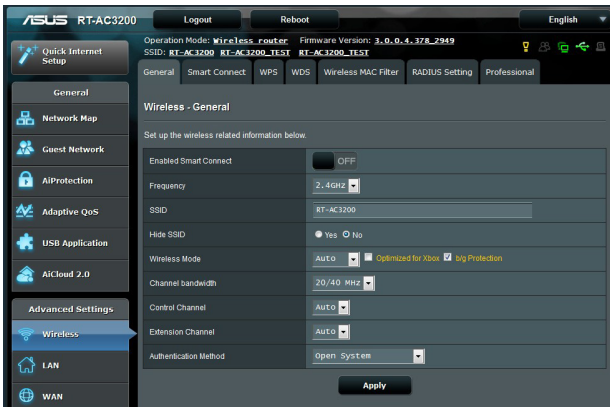 ASUS RT-AC3200 Logout Reboot English
Operation Mode: Wireless router Firmware Version: 3.0.0.4.378_2949
SSID: RT-AC3200 RT-AC3200_TEST RT-AC3200_TEST
Quick Internet
Setup
General
Network Map
Guest Network
AiProtection
Adaptive QoS
USB Application
AiCloud 2.0
Advanced Settings
Wireless
LAN
WAN
General Smart Connect WPS WDS Wireless MAC Filter RADIUS Setting Professional
Wireless - General
Set up the wireless related information below.
Enabled Smart Connect OFF
Frequency 2.4GHz
SSID RT-AC3200
Hide SSID Yes No
Wireless Mode Auto Optimized for Xbox b/g Protection
Channel bandwidth 20/40 MHz
Control Channel Auto
Extension Channel Auto
Authentication Method Open System
Apply